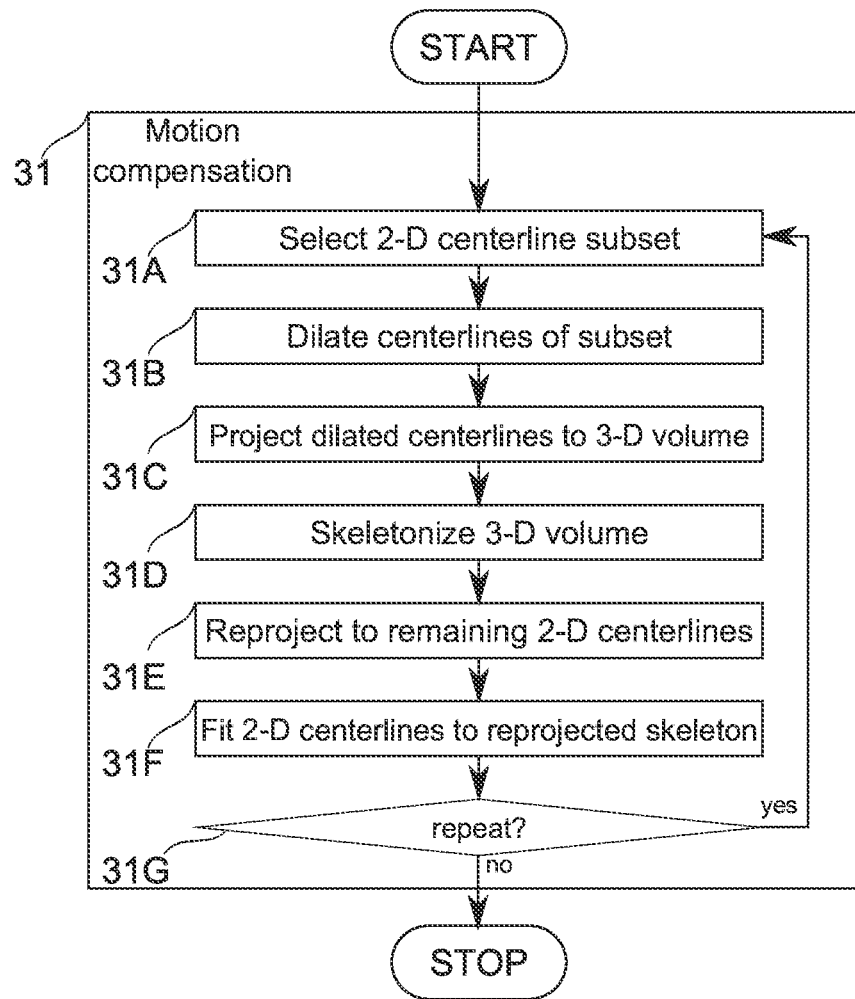 START
Motion
compensation
31
Select 2-D centerline subset
31A
Dilate centerlines of subset
31B
Project dilated centerlines to 3-D volume
31C
Skeletonize 3-D volume
31D
Reproject to remaining 2-D centerlines
31E
Fit 2-D centerlines to reprojected skeleton
31F
yes
repeat?
31G
no
STOP